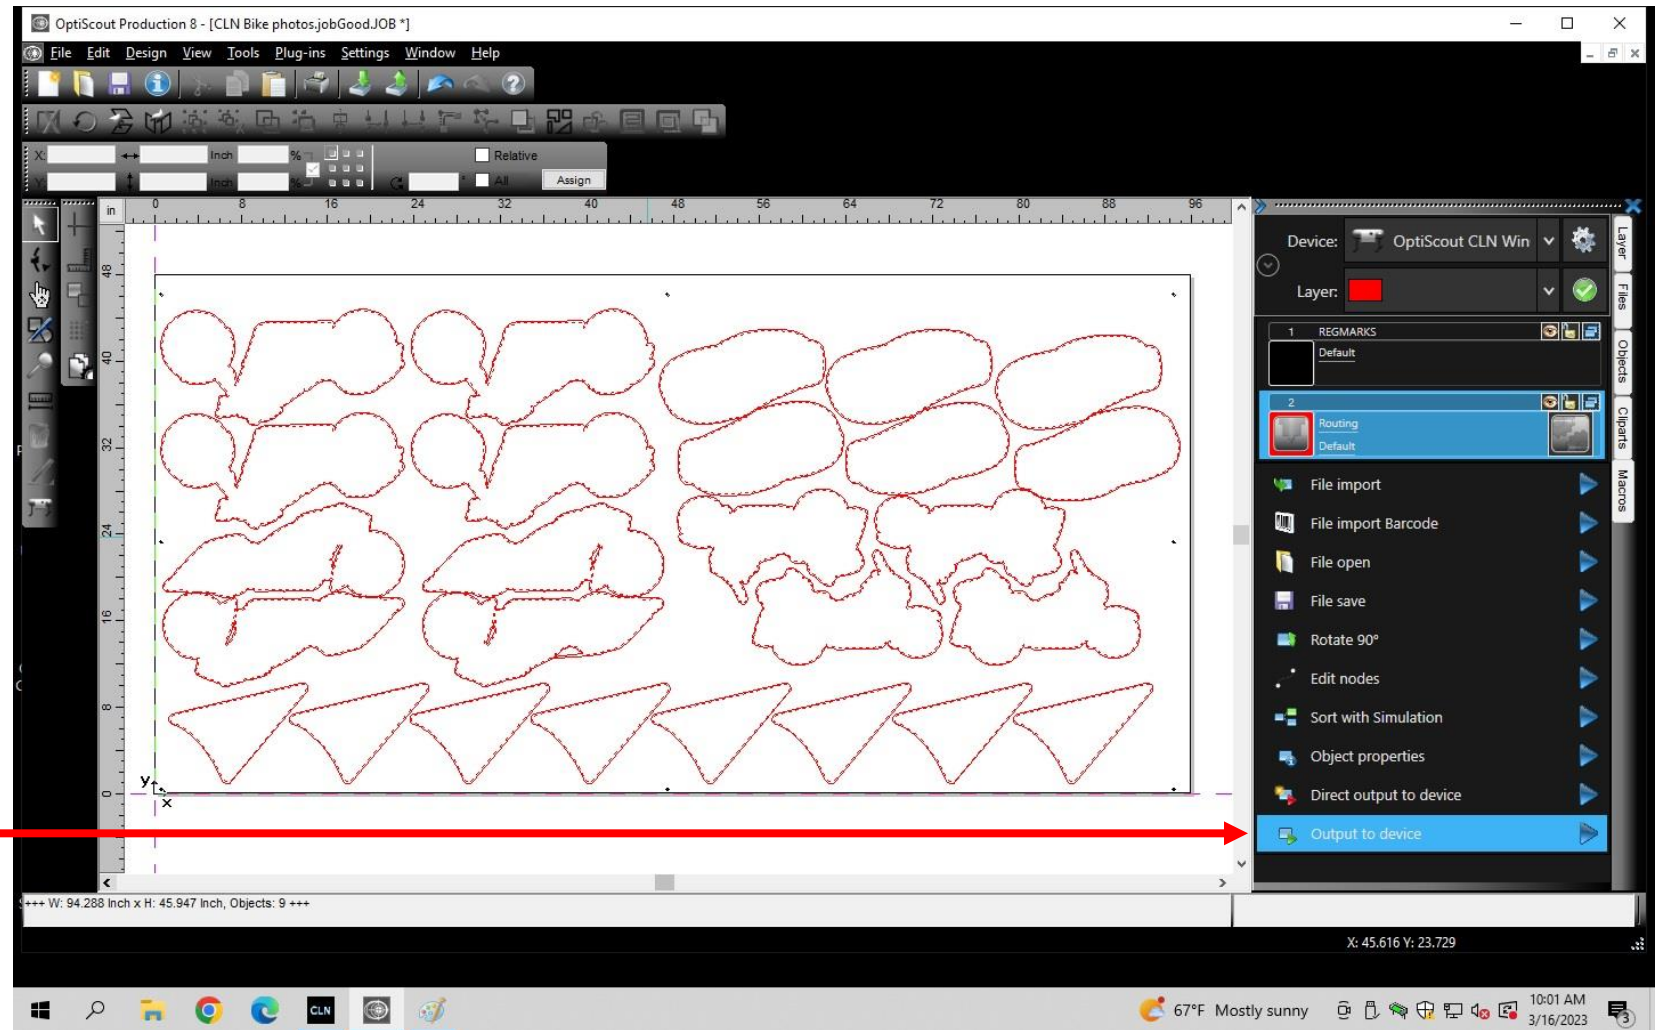 OptiScout Production 8 - [CLN Bike photos.jobGood.JOB *]
File Edit Design View Tools Plug-ins Settings Window Help
X: Inch % Relative
Y: Inch % ° All Assign
in 0 8 16 24 32 40 48 56 64 72 80 88 96
48
40
32
24
16
8
0
Y
X
Device: OptiScout CLN Win
Layer:
1 REGMARKS
Default
2
Routing
Default
File import
File import Barcode
File open
File save
Rotate 90°
Edit nodes
Sort with Simulation
Object properties
Direct output to device
Output to device
Layer
Files
Objects
Cliparts
Macros
+++ W: 94.288 Inch x H: 45.947 Inch, Objects: 9 +++
X: 45.616 Y: 23.729
CLN
67°F Mostly sunny
10:01 AM
3/16/2023
3